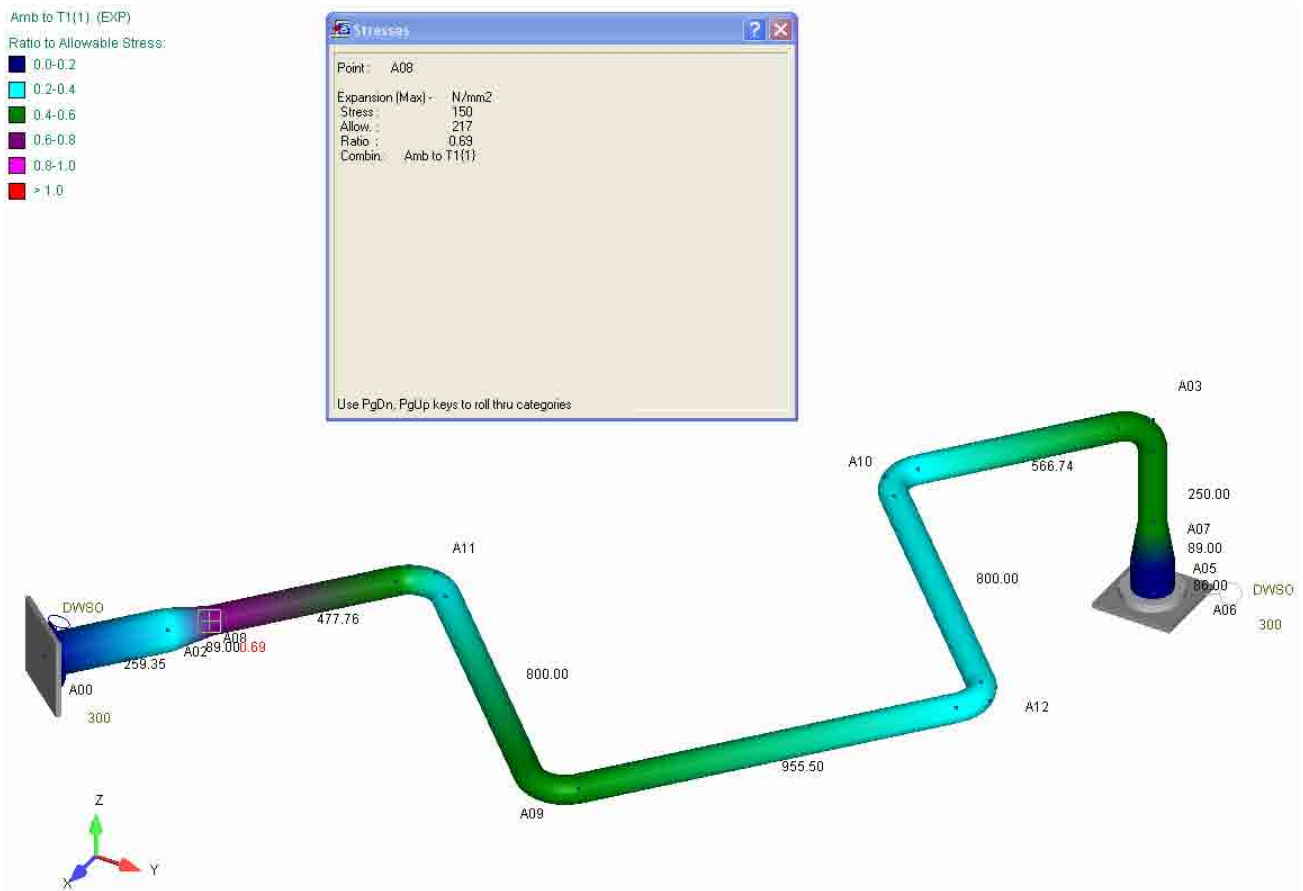 Amb to T1{1} (EXP)
Ratio to Allowable Stress:
0.0-0.2
0.2-0.4
0.4-0.6
0.6-0.8
0.8-1.0
> 1.0
Stresses
Point : A08
Expansion (Max) - N/mm2
Stress : 150
Allow. : 217
Ratio : 0.69
Combin. Amb to T1{1}
Use PgDn, PgUp keys to roll thru categories
A03
A10
566.74
250.00
A07
89.00
A05
86.00
DWSO
A06
300
800.00
A12
955.50
A11
477.76
800.00
A09
DWSO
A08
89.00
0.69
A02
259.35
A00
300
Z
Y
X